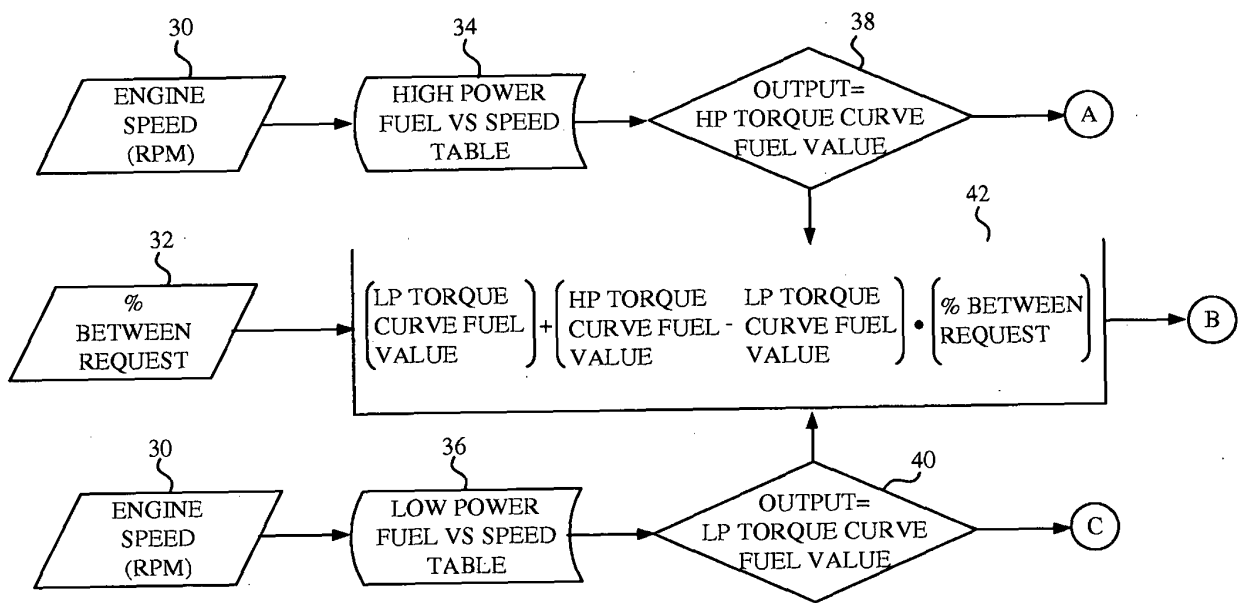 30
34
38
ENGINE
SPEED
(RPM)
HIGH POWER
FUEL VS SPEED
TABLE
OUTPUT=
HP TORQUE CURVE
FUEL VALUE
A
42
32
%
BETWEEN
REQUEST
LP TORQUE
CURVE FUEL
VALUE
+
HP TORQUE
CURVE FUEL
VALUE
-
LP TORQUE
CURVE FUEL
VALUE
•
% BETWEEN
REQUEST
B
30
36
40
ENGINE
SPEED
(RPM)
LOW POWER
FUEL VS SPEED
TABLE
OUTPUT=
LP TORQUE CURVE
FUEL VALUE
C